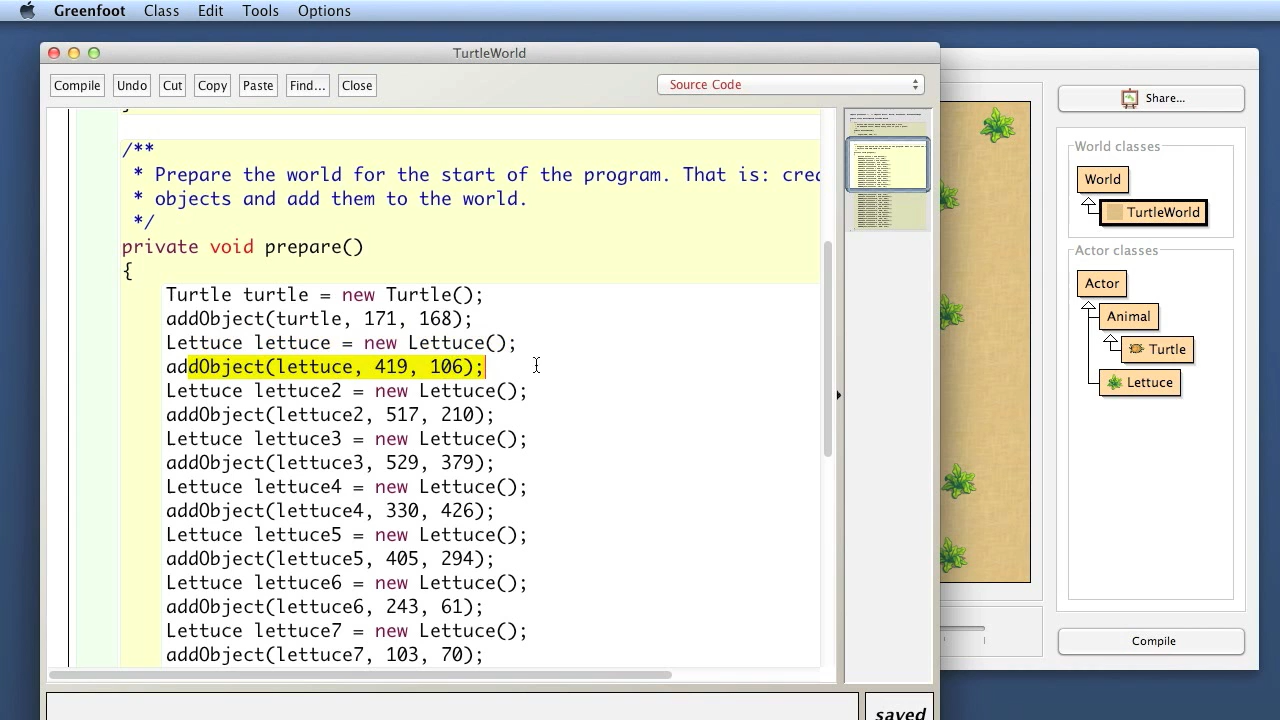 Greenfoot Class Edit Tools Options
TurtleWorld
Compile Undo Cut Copy Paste Find... Close Source Code
/**
* Prepare the world for the start of the program. That is: crea
* objects and add them to the world.
*/
private void prepare()
{
Turtle turtle = new Turtle();
addObject(turtle, 171, 168);
Lettuce lettuce = new Lettuce();
addObject(lettuce, 419, 106);
Lettuce lettuce2 = new Lettuce();
addObject(lettuce2, 517, 210);
Lettuce lettuce3 = new Lettuce();
addObject(lettuce3, 529, 379);
Lettuce lettuce4 = new Lettuce();
addObject(lettuce4, 330, 426);
Lettuce lettuce5 = new Lettuce();
addObject(lettuce5, 405, 294);
Lettuce lettuce6 = new Lettuce();
addObject(lettuce6, 243, 61);
Lettuce lettuce7 = new Lettuce();
addObject(lettuce7, 103, 70);
saved
Share...
World classes
World
TurtleWorld
Actor classes
Actor
Animal
Turtle
Lettuce
Compile